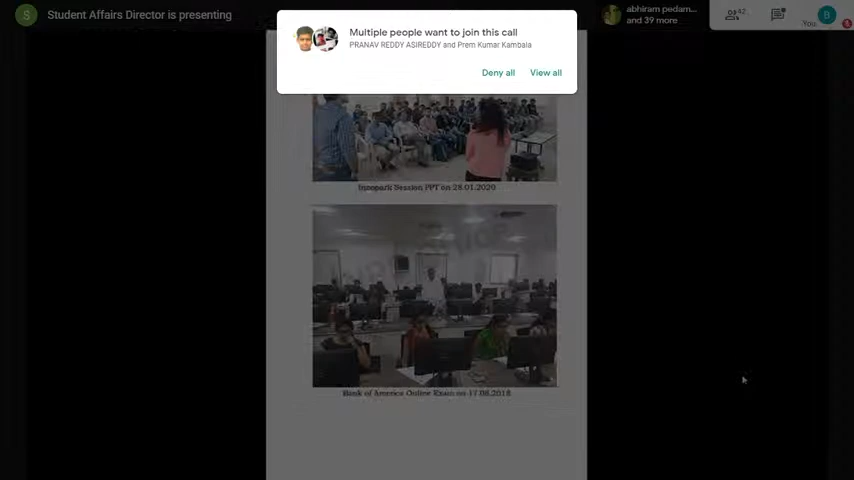 Student Affairs Director is presenting
Multiple people want to join this call
PRANAV REDDY ASIREDDY and Prem Kumar Kambala
Deny all
View all
abhiram pedam...
and 39 more
42
You
B
S
Session PPT on 28.01.2020
Bank of America Online Exam on 17.08.2018